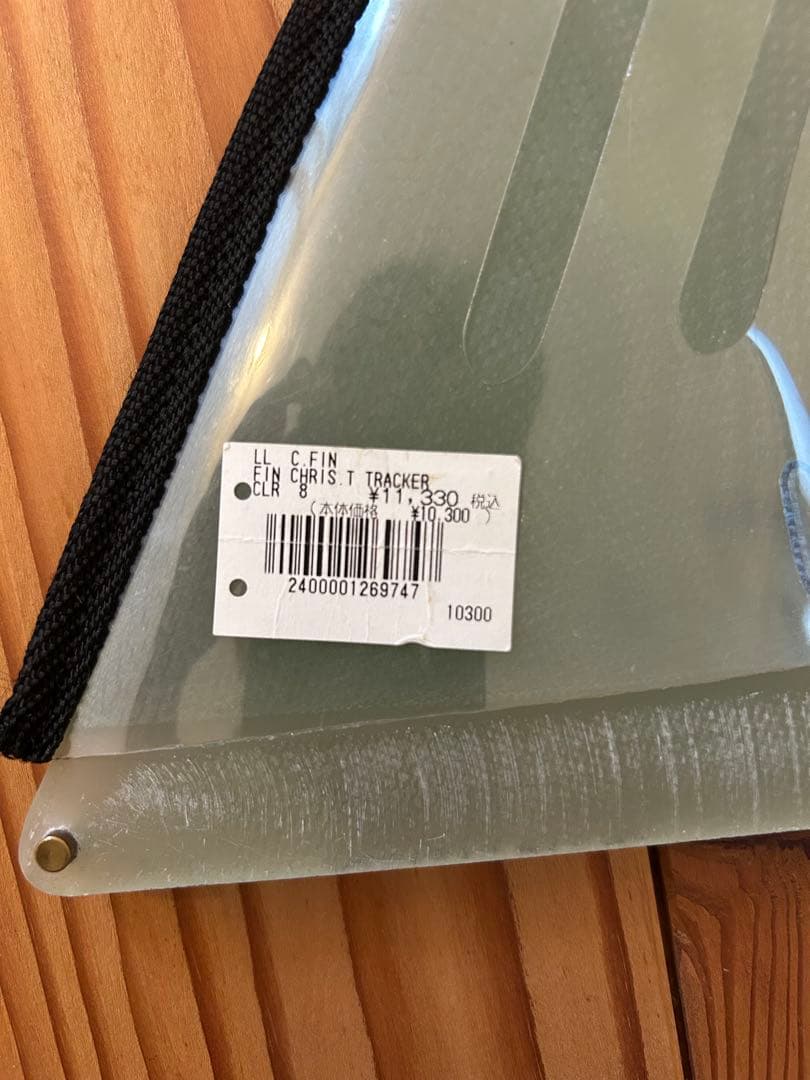 LL C.FIN
FIN CHRIS.T TRACKER
CLR 8 ¥11,330 税込
(本体価格 ¥10,300 )
2400001269747
10300